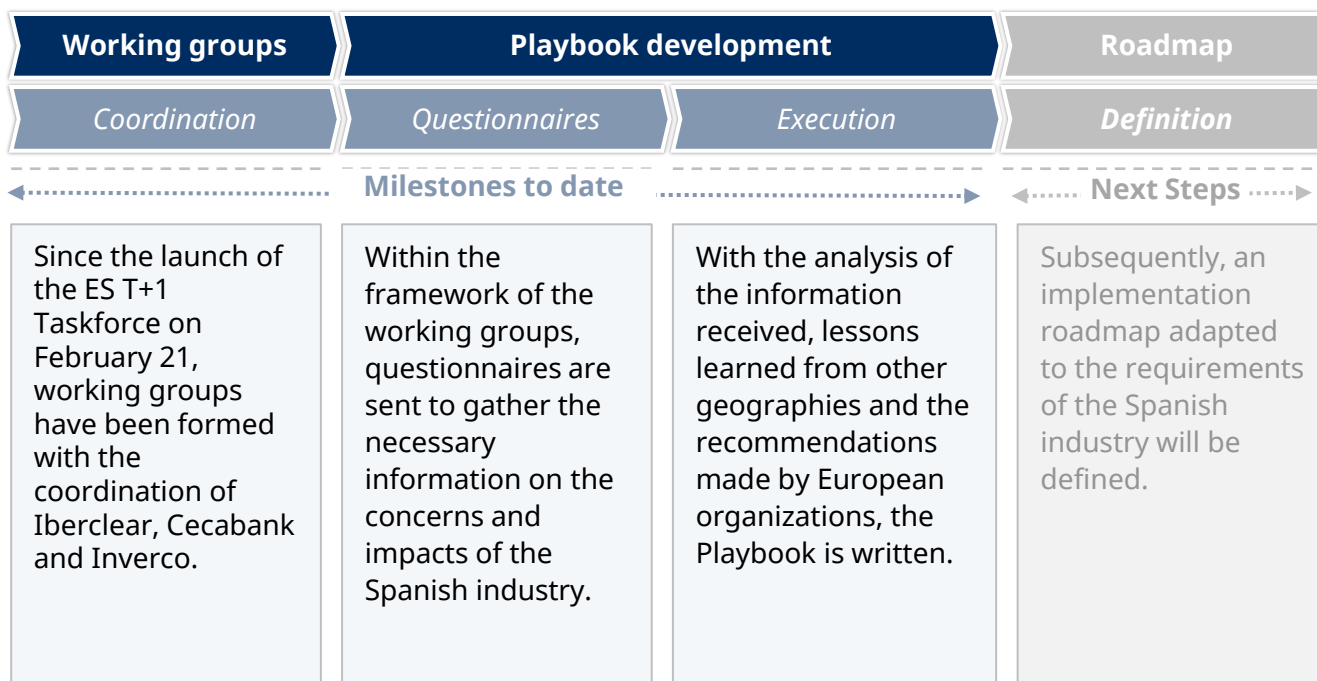 Working groups
Playbook development
Roadmap
Coordination
Questionnaires
Execution
Definition
Milestones to date
Next Steps
Since the launch of
the ES T+1
Taskforce on
February 21,
working groups
have been formed
with the
coordination of
Iberclear, Cecabank
and Inverco.
Within the
framework of the
working groups,
questionnaires are
sent to gather the
necessary
information on the
concerns and
impacts of the
Spanish industry.
With the analysis of
the information
received, lessons
learned from other
geographies and the
recommendations
made by European
organizations, the
Playbook is written.
Subsequently, an
implementation
roadmap adapted
to the requirements
of the Spanish
industry will be
defined.